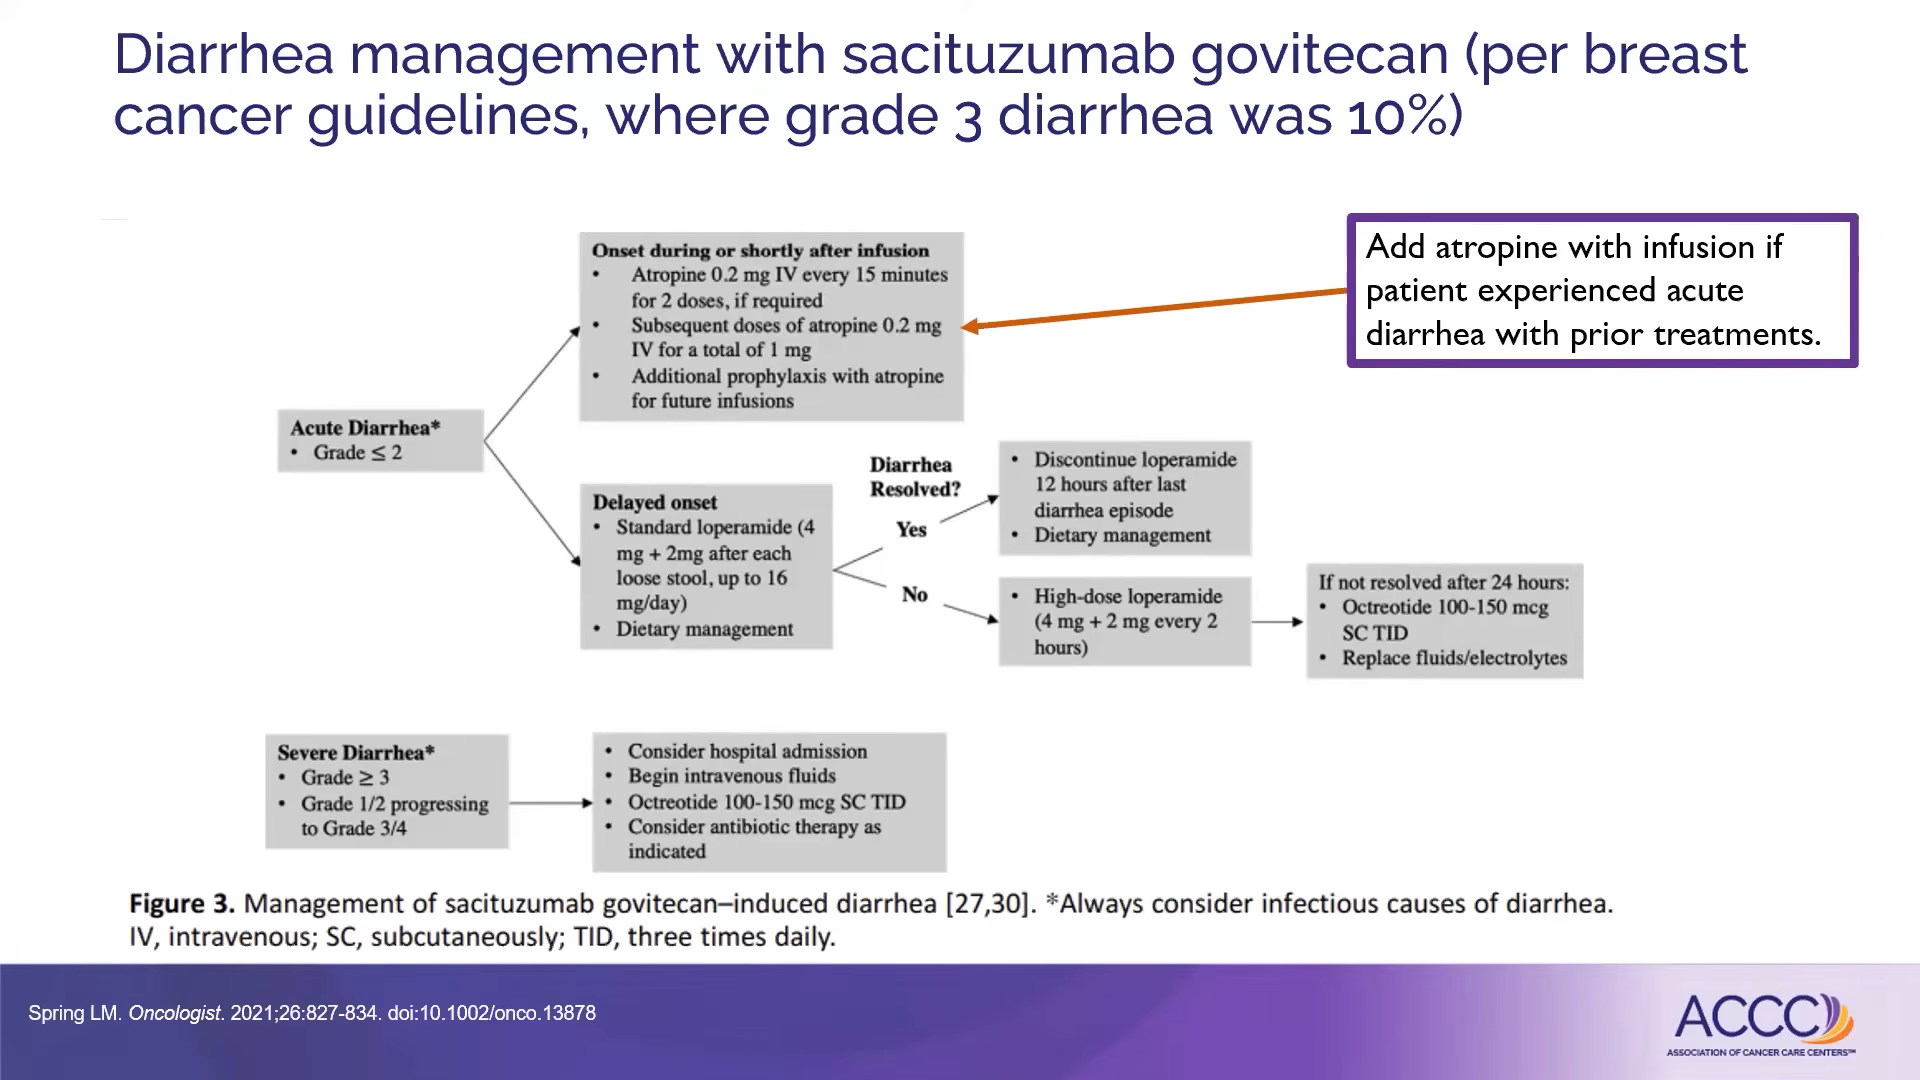 Diarrhea management with sacituzumab govitecan (per breast
cancer guidelines, where grade 3 diarrhea was 10%)
Onset during or shortly after infusion
• Atropine 0.2 mg IV every 15 minutes
for 2 doses, if required
• Subsequent doses of atropine 0.2 mg
IV for a total of 1 mg
• Additional prophylaxis with atropine
for future infusions
Add atropine with infusion if
patient experienced acute
diarrhea with prior treatments.
Acute Diarrhea*
• Grade ≤ 2
Delayed onset
• Standard loperamide (4
mg + 2mg after each
loose stool, up to 16
mg/day)
• Dietary management
Diarrhea
Resolved?
Yes
No
• Discontinue loperamide
12 hours after last
diarrhea episode
• Dietary management
• High-dose loperamide
(4 mg + 2 mg every 2
hours)
If not resolved after 24 hours:
• Octreotide 100-150 mcg
SC TID
• Replace fluids/electrolytes
Severe Diarrhea*
• Grade ≥ 3
• Grade 1/2 progressing
to Grade 3/4
• Consider hospital admission
• Begin intravenous fluids
• Octreotide 100-150 mcg SC TID
• Consider antibiotic therapy as
indicated
Figure 3. Management of sacituzumab govitecan–induced diarrhea [27,30]. *Always consider infectious causes of diarrhea.
IV, intravenous; SC, subcutaneously; TID, three times daily.
Spring LM. Oncologist. 2021;26:827-834. doi:10.1002/onco.13878
ACCC
ASSOCIATION OF CANCER CARE CENTERS™